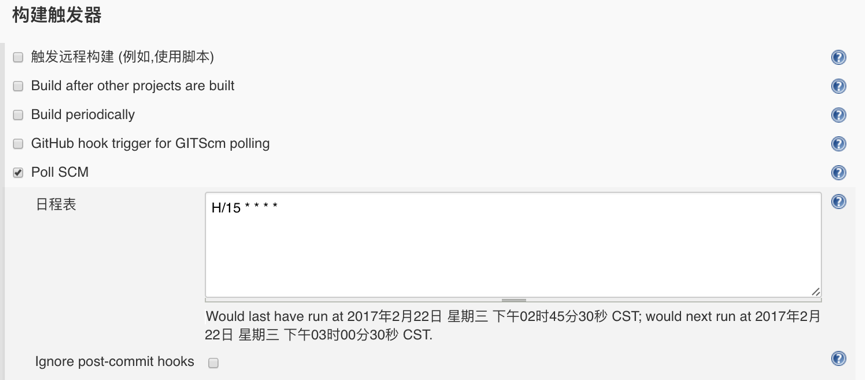 构建触发器
触发远程构建 (例如,使用脚本)
Build after other projects are built
Build periodically
GitHub hook trigger for GITScm polling
Poll SCM
日程表
H/15 * * * *
Would last have run at 2017年2月22日 星期三 下午02时45分30秒 CST; would next run at 2017年2月
22日 星期三 下午03时00分30秒 CST.
Ignore post-commit hooks